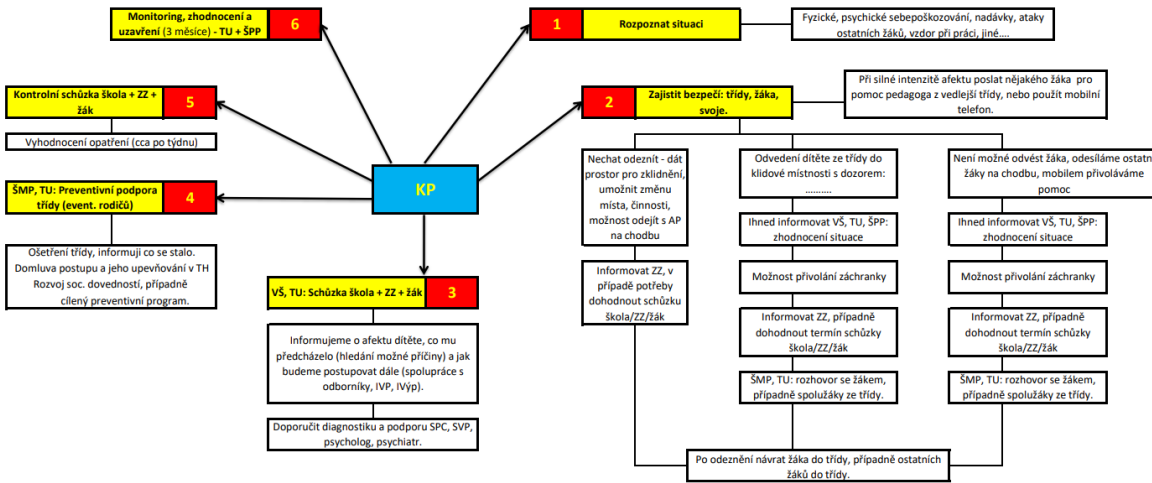 Monitoring, zhodnocení a
uzavření (3 měsíce) - TU + ŠPP
6
1
Rozpoznat situaci
Fyzické, psychické sebepoškozování, nadávky, ataky
ostatních žáků, vzdor při práci, jiné....
Kontrolní schůzka škola + ZZ +
žák
5
Vyhodnocení opatření (cca po týdnu)
2
Zajistit bezpečí: třídy, žáka,
svoje.
Při silné intenzitě afektu poslat nějakého žáka pro
pomoc pedagoga z vedlejší třídy, nebo použít mobilní
telefon.
KP
ŠMP, TU: Preventivní podpora
třídy (event. rodičů)
4
Ošetření třídy, informuji co se stalo.
Domluva postupu a jeho upevňování v TH
Rozvoj soc. dovedností, případně
cílený preventivní program.
VŠ, TU: Schůzka škola + ZZ + žák
3
Informujeme o afektu dítěte, co mu
předcházelo (hledání možné příčiny) a jak
budeme postupovat dále (spolupráce s
odborníky, IVP, IVýp).
Doporučit diagnostiku a podporu SPC, SVP,
psycholog, psychiatr.
Nechat odeznít - dát
prostor pro zklidnění,
umožnit změnu
místa, činnosti,
možnost odejít s AP
na chodbu
Informovat ZZ, v
případě potřeby
dohodnout schůzku
škola/ZZ/žák
Odvedení dítěte ze třídy do
klidové místnosti s dozorem:
..........
Ihned informovat VŠ, TU, ŠPP:
zhodnocení situace
Možnost přivolání záchranky
Informovat ZZ, případně
dohodnout termín schůzky
škola/ZZ/žák
ŠMP, TU: rozhovor se žákem,
případně spolužáky ze třídy.
Není možné odvést žáka, odesíláme ostatn
žáky na chodbu, mobilem přivoláváme
pomoc
Ihned informovat VŠ, TU, ŠPP:
zhodnocení situace
Možnost přivolání záchranky
Informovat ZZ, případně
dohodnout termín schůzky
škola/ZZ/žák
ŠMP, TU: rozhovor se žákem,
případně spolužáky ze třídy.
Po odeznění návrat žáka do třídy, případně ostatních
žáků do třídy.